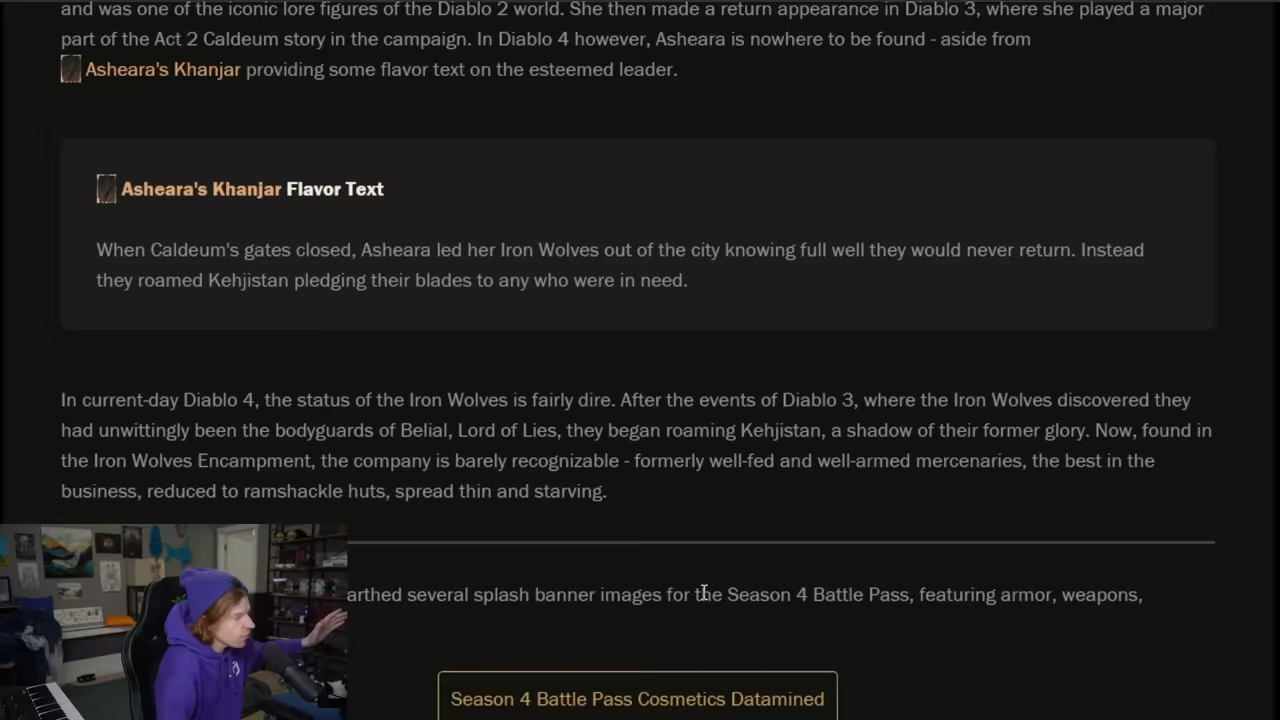 and was one of the iconic lore figures of the Diablo 2 world. She then made a return appearance in Diablo 3, where she played a major
part of the Act 2 Caldeum story in the campaign. In Diablo 4 however, Asheara is nowhere to be found - aside from
Asheara's Khanjar providing some flavor text on the esteemed leader.
Asheara's Khanjar Flavor Text
When Caldeum's gates closed, Asheara led her Iron Wolves out of the city knowing full well they would never return. Instead
they roamed Kehjistan pledging their blades to any who were in need.
In current-day Diablo 4, the status of the Iron Wolves is fairly dire. After the events of Diablo 3, where the Iron Wolves discovered they
had unwittingly been the bodyguards of Belial, Lord of Lies, they began roaming Kehjistan, a shadow of their former glory. Now, found in
the Iron Wolves Encampment, the company is barely recognizable - formerly well-fed and well-armed mercenaries, the best in the
business, reduced to ramshackle huts, spread thin and starving.
arthed several splash banner images for the Season 4 Battle Pass, featuring armor, weapons,
Season 4 Battle Pass Cosmetics Datamined